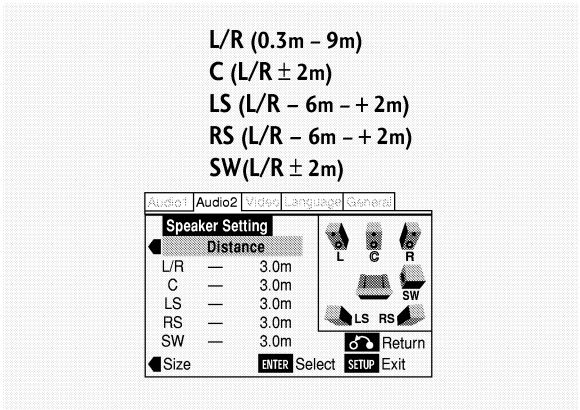 L/R (0.3m – 9m)
C (L/R ± 2m)
LS (L/R – 6m – + 2m)
RS (L/R – 6m – + 2m)
SW(L/R ± 2m)
Audio1 Audio2 Video Language General
Speaker Setting
Distance
L/R — 3.0m
C — 3.0m
LS — 3.0m
RS — 3.0m
SW — 3.0m
Size
L C R
SW
LS RS
Return
ENTER Select SETUP Exit